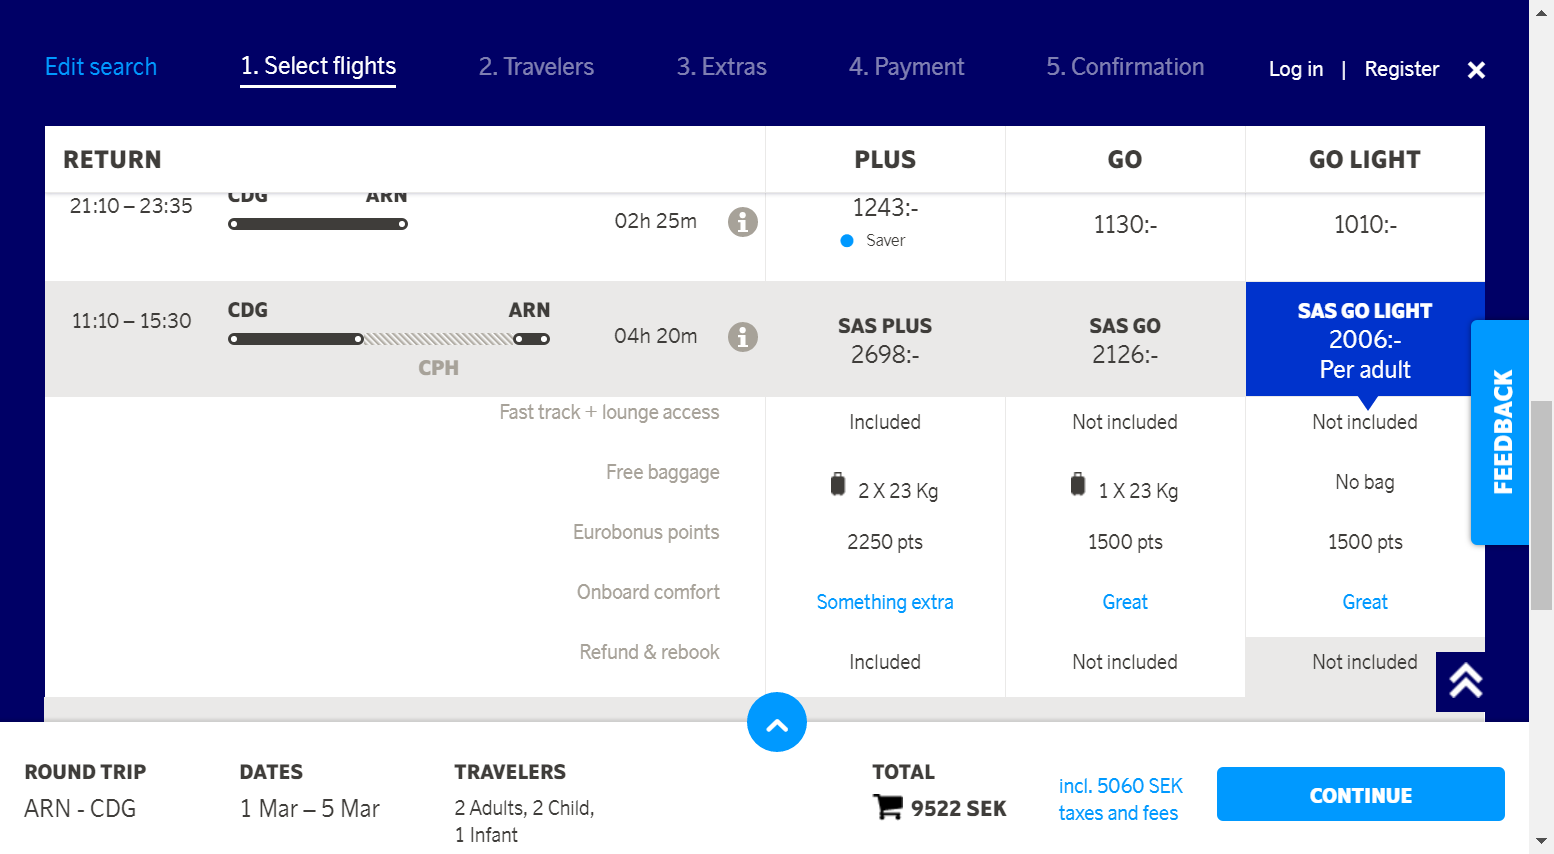 Edit search
1. Select flights
2. Travelers
3. Extras
4. Payment
5. Confirmation
Log in | Register
RETURN
PLUS
GO
GO LIGHT
21:10 – 23:35
CDG
ARN
02h 25m
1243:-
Saver
1130:-
1010:-
11:10 – 15:30
CDG
ARN
CPH
04h 20m
SAS PLUS
2698:-
SAS GO
2126:-
SAS GO LIGHT
2006:-
Per adult
Fast track + lounge access
Included
Not included
Not included
Free baggage
2 X 23 Kg
1 X 23 Kg
No bag
Eurobonus points
2250 pts
1500 pts
1500 pts
Onboard comfort
Something extra
Great
Great
Refund & rebook
Included
Not included
Not included
FEEDBACK
ROUND TRIP
ARN - CDG
DATES
1 Mar – 5 Mar
TRAVELERS
2 Adults, 2 Child,
1 Infant
TOTAL
9522 SEK
incl. 5060 SEK
taxes and fees
CONTINUE